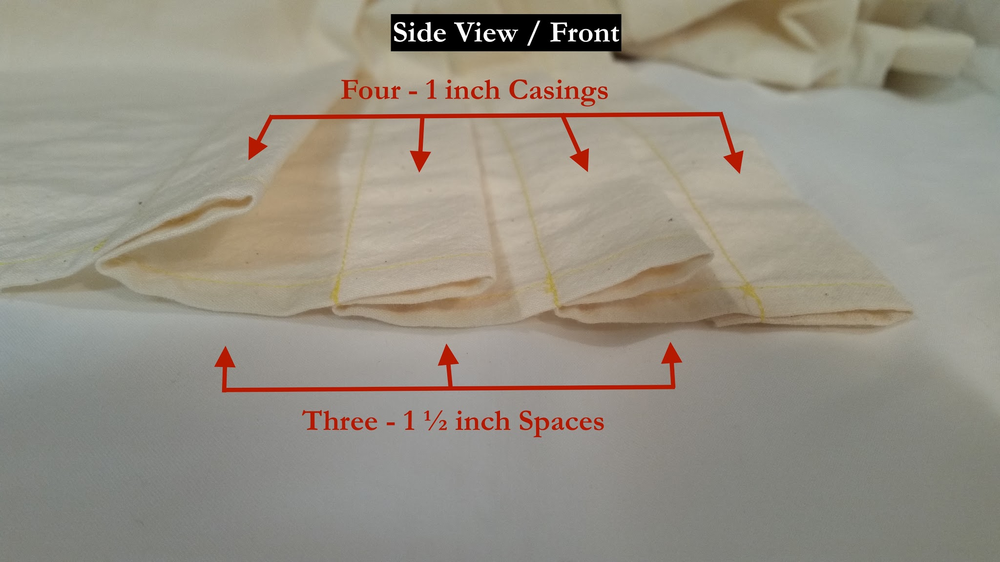 Side View / Front
Four - 1 inch Casings
Three - 1 ½ inch Spaces